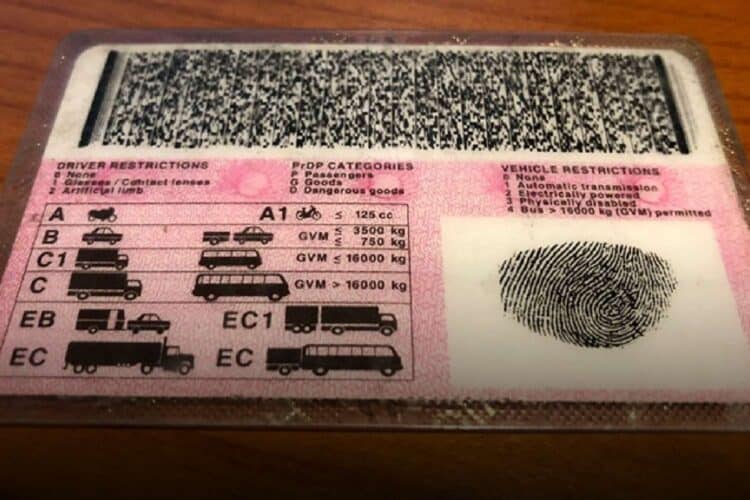 DRIVER RESTRICTIONS
0 None
1 Glasses / Contact lenses
2 Artificial limb
PrDP CATEGORIES
P Passengers
G Goods
D Dangerous goods
VEHICLE RESTRICTIONS
0 None
1 Automatic transmission
2 Electrically powered
3 Physically disabled
4 Bus > 16000 kg (GVM) permitted
A A1 ≤ 125 cc
B GVM ≤ 3500 kg
≤ 750 kg
C1 GVM ≤ 16000 kg
C GVM > 16000 kg
EB EC1
EC EC